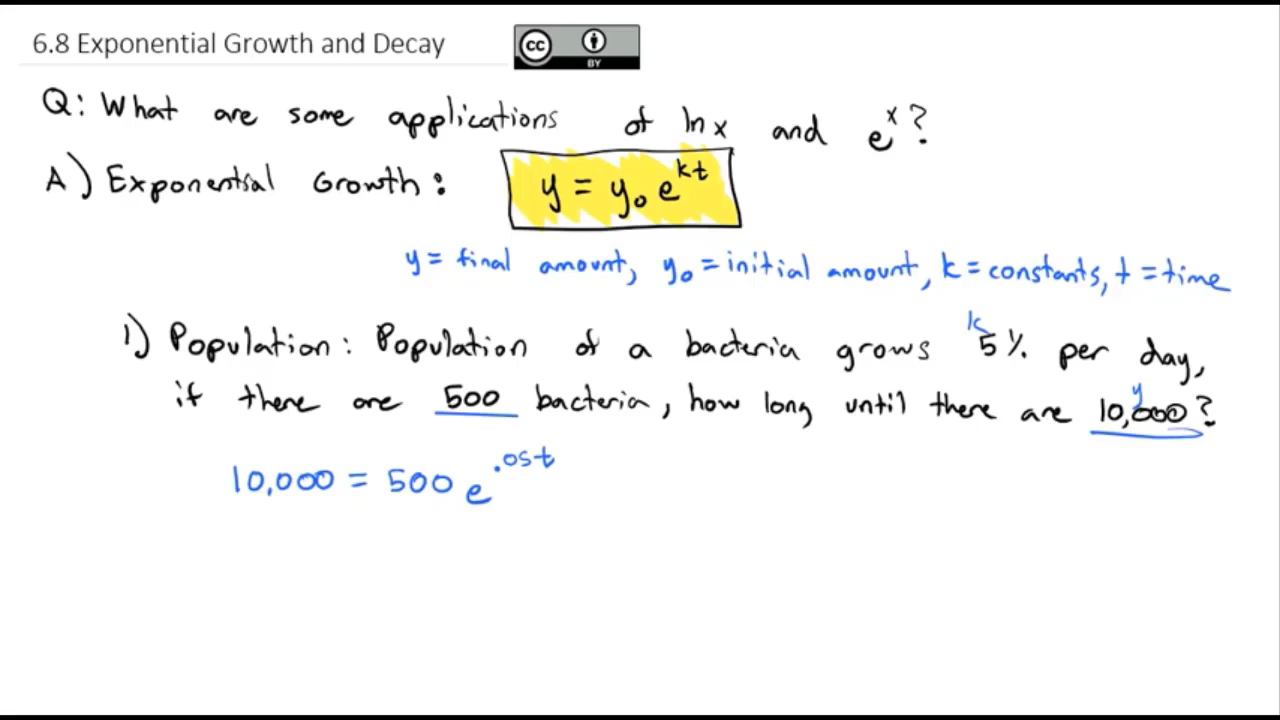 6.8 Exponential Growth and Decay
cc BY
Q: What are some applications of ln x and eˣ?
A) Exponential Growth: y = y₀ e^{kt}
y = final amount, y₀ = initial amount, k = constants, t = time
k
1) Population: Population of a bacteria grows 5% per day,
y
if there are 500 bacteria, how long until there are 10,000?
10,000 = 500 e^{.05t}